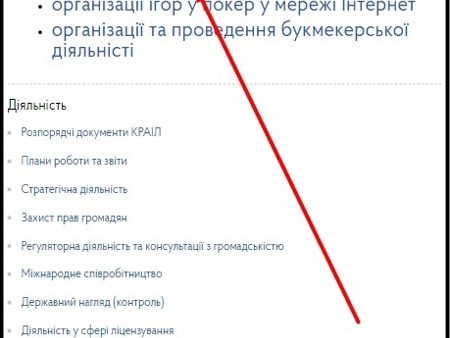 організації ігор у покер у мережі Інтернет
організації та проведення букмекерської
діяльністі
Діяльність
Розпорядчі документи КРАІЛ
Плани роботи та звіти
Стратегічна діяльність
Захист прав громадян
Регуляторна діяльність та консультації з громадськістю
Міжнародне співробітництво
Державний нагляд (контроль)
Діяльність у сфері ліцензування